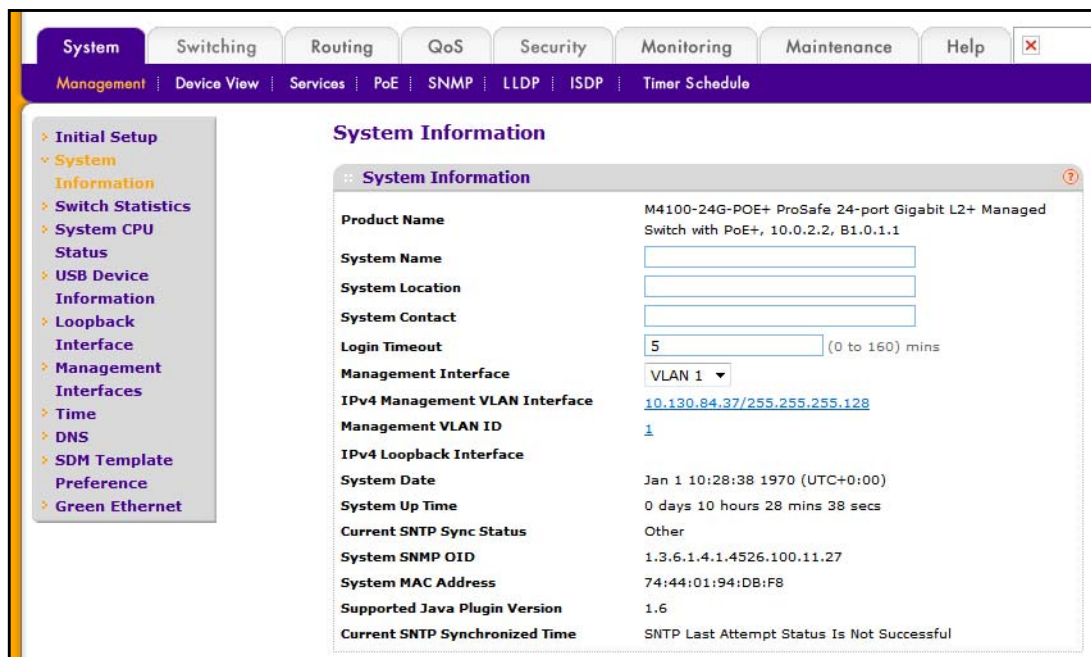 System Switching Routing QoS Security Monitoring Maintenance Help
Management Device View Services PoE SNMP LLDP ISDP Timer Schedule
Initial Setup
System
Information
Switch Statistics
System CPU
Status
USB Device
Information
Loopback
Interface
Management
Interfaces
Time
DNS
SDM Template
Preference
Green Ethernet
System Information
System Information
Product Name M4100-24G-POE+ ProSafe 24-port Gigabit L2+ Managed
Switch with PoE+, 10.0.2.2, B1.0.1.1
System Name
System Location
System Contact
Login Timeout 5 (0 to 160) mins
Management Interface VLAN 1
IPv4 Management VLAN Interface 10.130.84.37/255.255.255.128
Management VLAN ID 1
IPv4 Loopback Interface
System Date Jan 1 10:28:38 1970 (UTC+0:00)
System Up Time 0 days 10 hours 28 mins 38 secs
Current SNTP Sync Status Other
System SNMP OID 1.3.6.1.4.1.4526.100.11.27
System MAC Address 74:44:01:94:DB:F8
Supported Java Plugin Version 1.6
Current SNTP Synchronized Time SNTP Last Attempt Status Is Not Successful